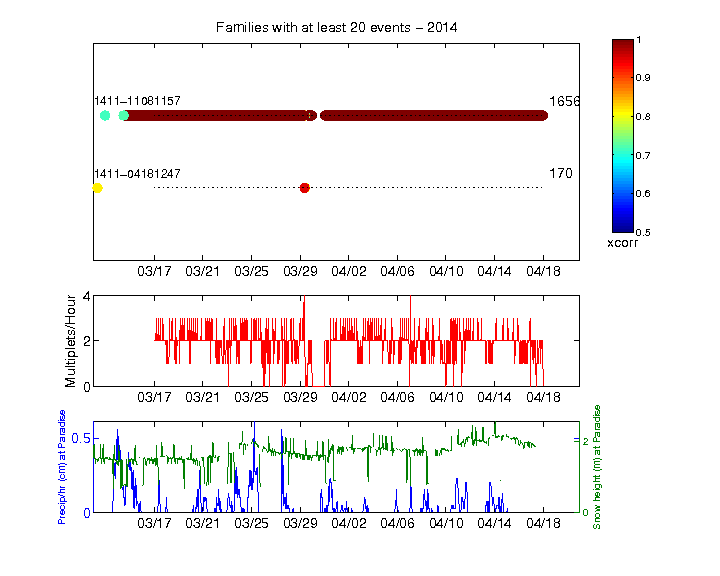 Families with at least 20 events − 2014
1411−11081157
1656
1411−04181247
170
03/17 03/21 03/25 03/29 04/02 04/06 04/10 04/14 04/18
1
0.9
0.8
0.7
0.6
0.5
xcorr
Multiplets/Hour
4
2
0
03/17 03/21 03/25 03/29 04/02 04/06 04/10 04/14 04/18
Precip/hr (cm) at Paradise
0.5
0
2
0
Snow height (m) at Paradise
03/17 03/21 03/25 03/29 04/02 04/06 04/10 04/14 04/18